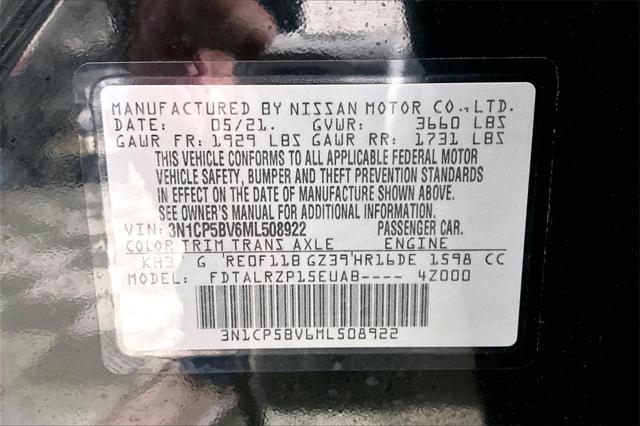 MANUFACTURED BY NISSAN MOTOR CO.,LTD.
DATE: 05/21. GVWR: 3660 LBS
GAWR FR: 1929 LBS GAWR RR: 1731 LBS
THIS VEHICLE CONFORMS TO ALL APPLICABLE FEDERAL MOTOR
VEHICLE SAFETY, BUMPER AND THEFT PREVENTION STANDARDS
IN EFFECT ON THE DATE OF MANUFACTURE SHOWN ABOVE.
SEE OWNER'S MANUAL FOR ADDITIONAL INFORMATION.
VIN: 3N1CP5BV6ML508922 PASSENGER CAR.
COLOR TRIM TRANS AXLE ENGINE
KH3 G RE0F11B GZ39 HR16DE 1598 CC
MODEL: FDTALRZP15EUAB---- 4Z000
3N1CP5BV6ML508922